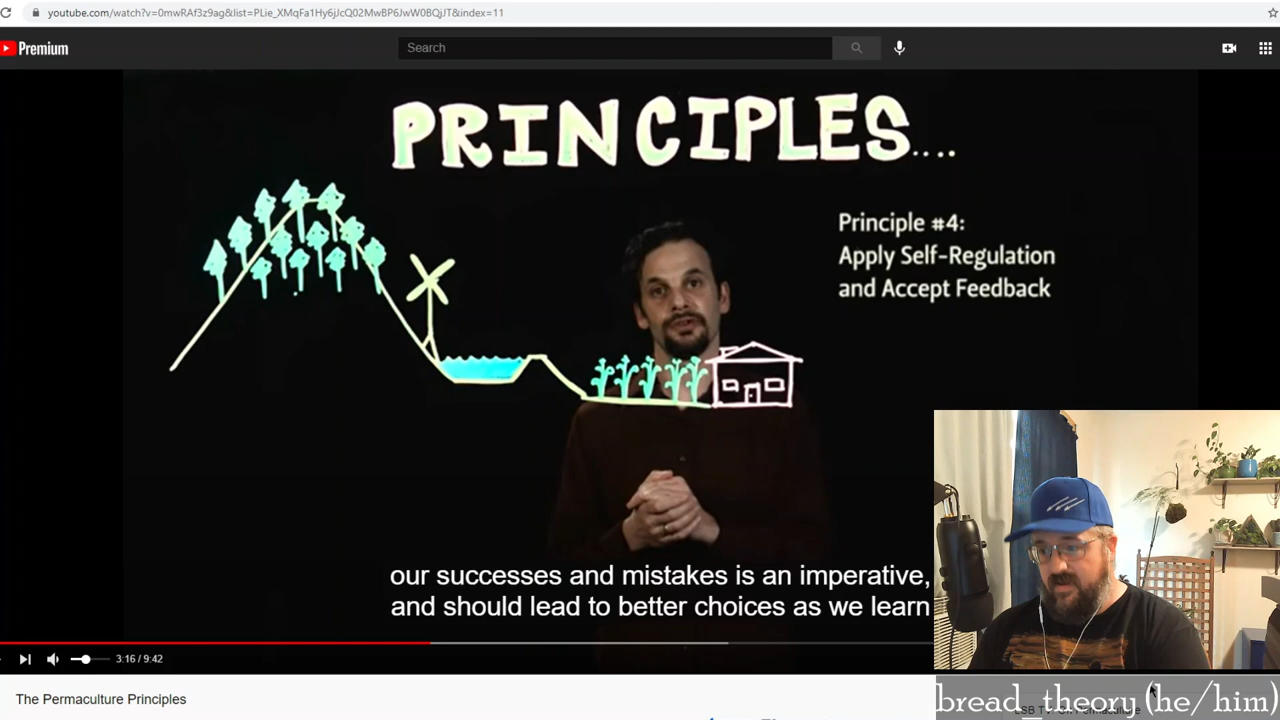 youtube.com/watch?v=0mwRAf3z9ag&list=PLie_XMqFa1Hy6jJcQ02MwBP6JwW0BQjJT&index=11
Premium
Search
PRINCIPLES....
Principle #4:
Apply Self-Regulation
and Accept Feedback
our successes and mistakes is an imperative,
and should lead to better choices as we learn
3:16 / 9:42
The Permaculture Principles
bread_theory (he/him)